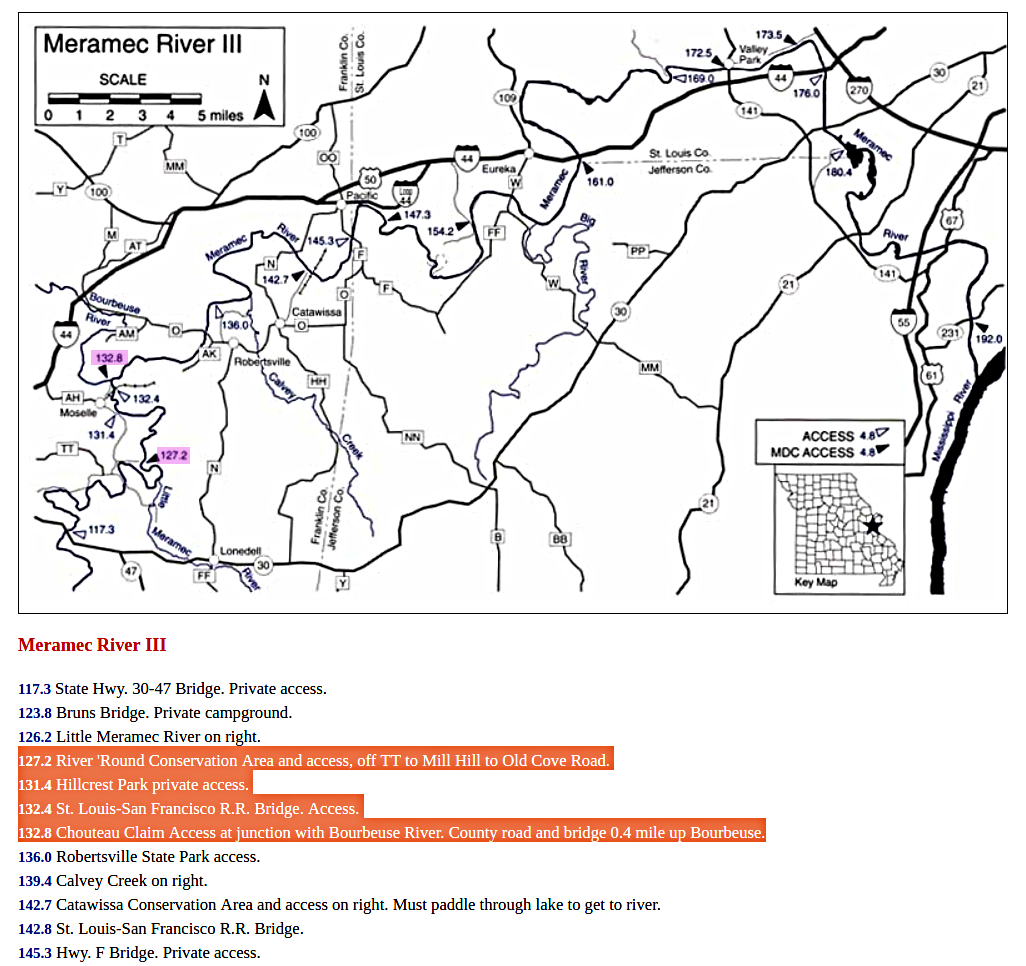 Meramec River III
SCALE
N
0 1 2 3 4 5 miles
Franklin Co.
St. Louis Co.
173.5
172.5
Valley
Park
169.0
44
176.0
270
30
21
109
141
100
T
MM
OO
44
Eureka
St. Louis Co.
Jefferson Co.
Meramec
180.4
50
Loop
44
W
Meramec
161.0
Y
100
Pacific
147.3
154.2
FF
Big
River
67
M
AT
Meramec
River
145.3
F
PP
River
141
N
142.7
O
F
W
21
Bourbeuse
River
136.0
Catawissa
O
30
55
231
192.0
44
AM
O
AK
Robertsville
MM
61
132.8
Calvey
Creek
HH
AH
132.4
Moselle
131.4
NN
Mississippi River
ACCESS 4.8
MDC ACCESS 4.8
TT
127.2
N
Little
Meramec
River
Franklin Co.
Jefferson Co.
21
117.3
Lonedell
30
B
BB
47
FF
Y
Key Map
Meramec River III
117.3 State Hwy. 30-47 Bridge. Private access.
123.8 Bruns Bridge. Private campground.
126.2 Little Meramec River on right.
127.2 River 'Round Conservation Area and access, off TT to Mill Hill to Old Cove Road.
131.4 Hillcrest Park private access.
132.4 St. Louis-San Francisco R.R. Bridge. Access.
132.8 Chouteau Claim Access at junction with Bourbeuse River. County road and bridge 0.4 mile up Bourbeuse.
136.0 Robertsville State Park access.
139.4 Calvey Creek on right.
142.7 Catawissa Conservation Area and access on right. Must paddle through lake to get to river.
142.8 St. Louis-San Francisco R.R. Bridge.
145.3 Hwy. F Bridge. Private access.